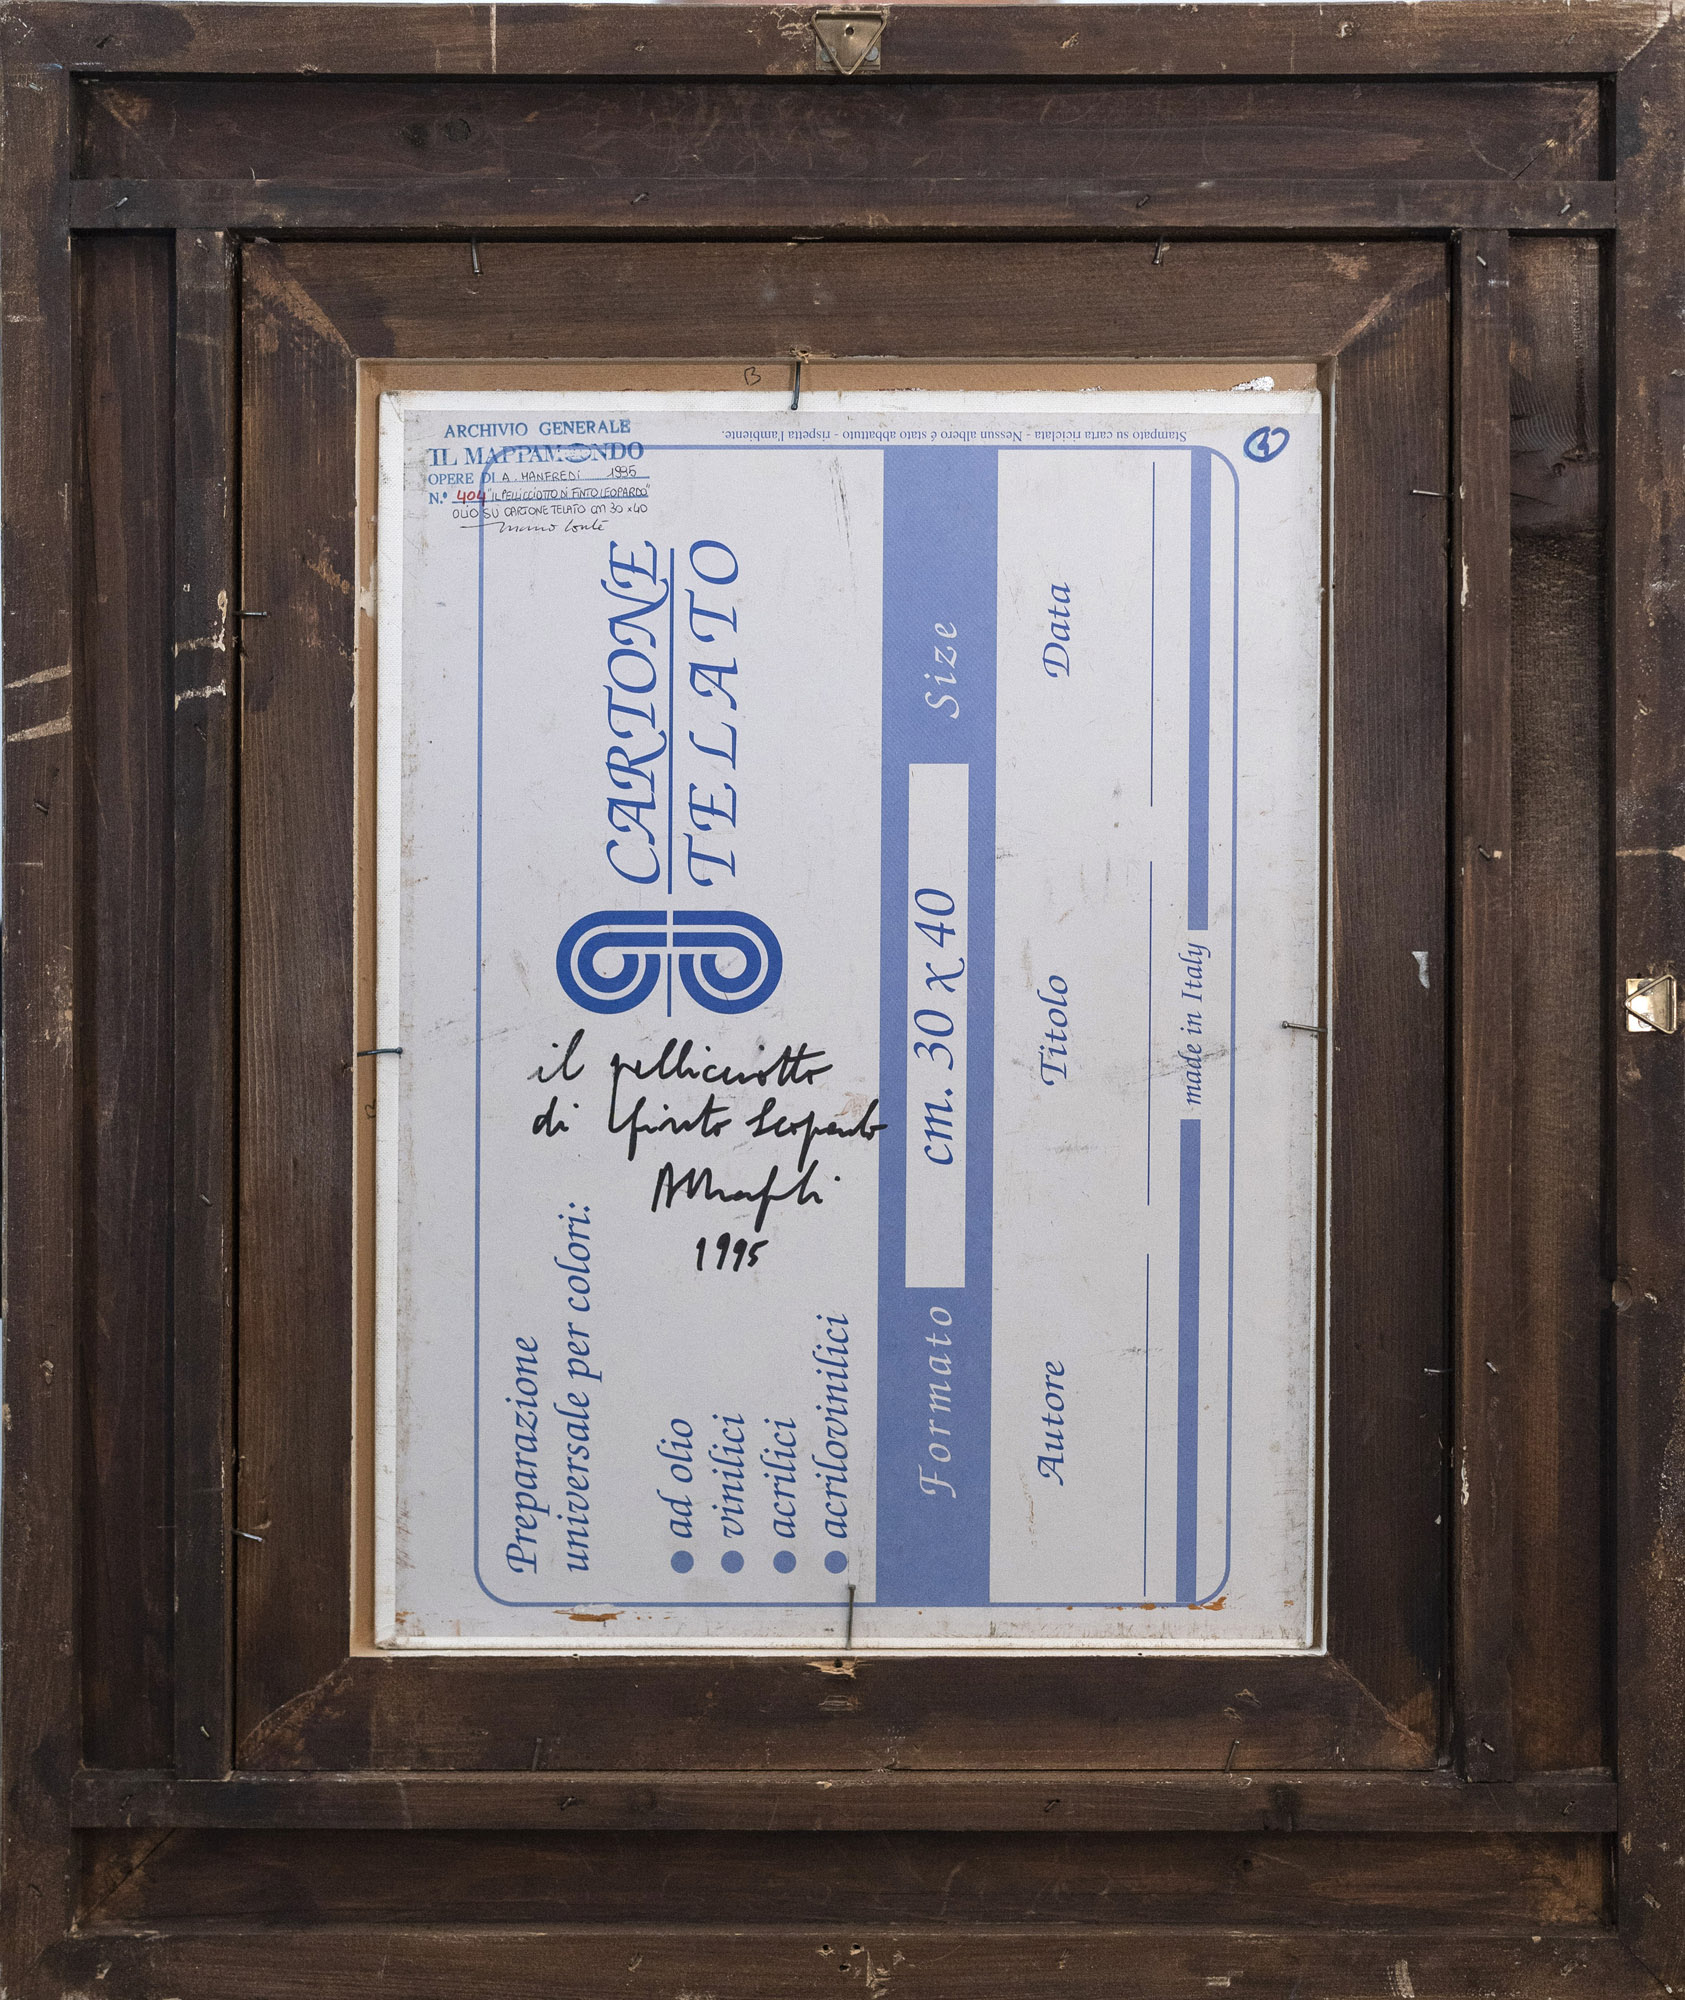 ARCHIVIO GENERALE
IL MAPPAMONDO
OPERE DI A. MANFREDI 1995
N.º 404 "IL PELLICCIOTTO DI FINTO LEOPARDO"
OLIO SU CARTONE TELATO CM 30 x 40
Stampato su carta riciclata - Nessun albero é stato abbattuto - rispetta l'ambiente.
CARTONE
TELLATO
il pellicciotto
di finto leopardo
1995
Preparazione
universale per colori:
ad olio
vinilici
acrilici
acrilovinilici
Formato cm. 30 x 40 Size
Autore Titolo Data
made in Italy
B